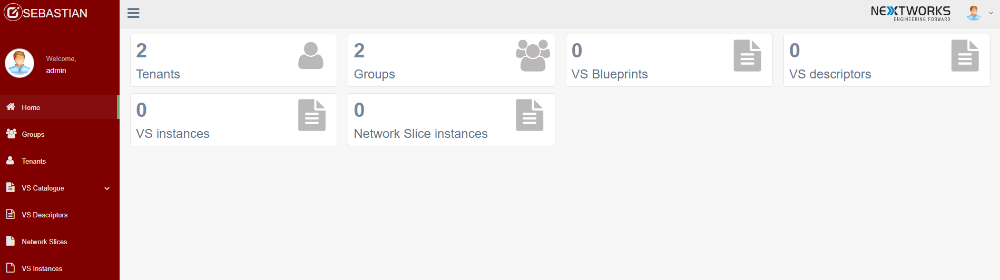 SEBASTIAN
Welcome,
admin
Home
Groups
Tenants
VS Catalogue
VS Descriptors
Network Slices
VS Instances
NEXTWORKS
ENGINEERING FORWARD
2
Tenants
2
Groups
0
VS Blueprints
0
VS descriptors
0
VS instances
0
Network Slice instances